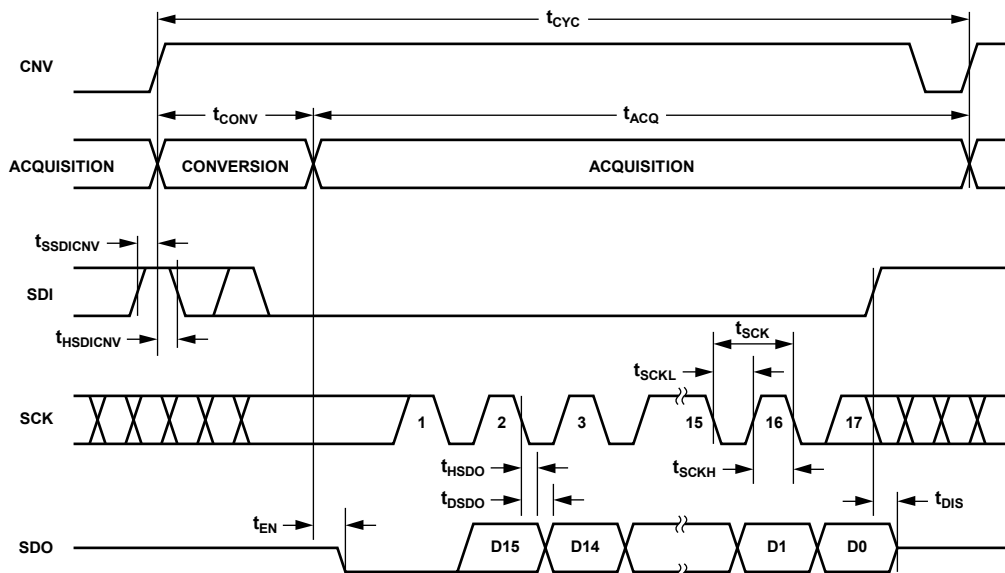 tCYC
CNV
tCONV
tACQ
ACQUISITION CONVERSION ACQUISITION
tSSDICNV
SDI
tHSDICNV
tSCK
tSCKL
SCK 1 2 3 15 16 17
tHSDO
tSCKH
tDSDO
tDIS
tEN
SDO D15 D14 D1 D0